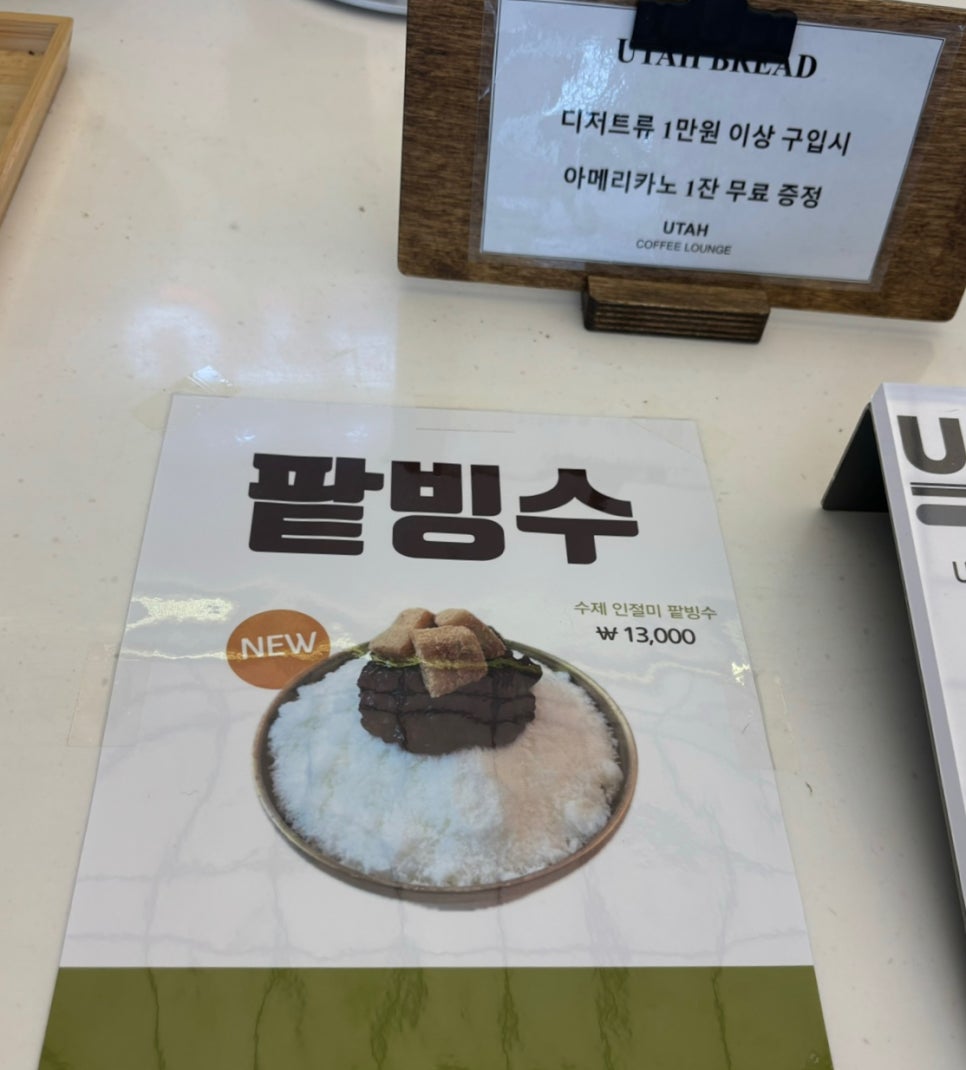 UTAH BREAD
디저트류 1만원 이상 구입시
아메리카노 1잔 무료 증정
UTAH
COFFEE LOUNGE
팥빙수
NEW
수제 인절미 팥빙수
₩ 13,000
U